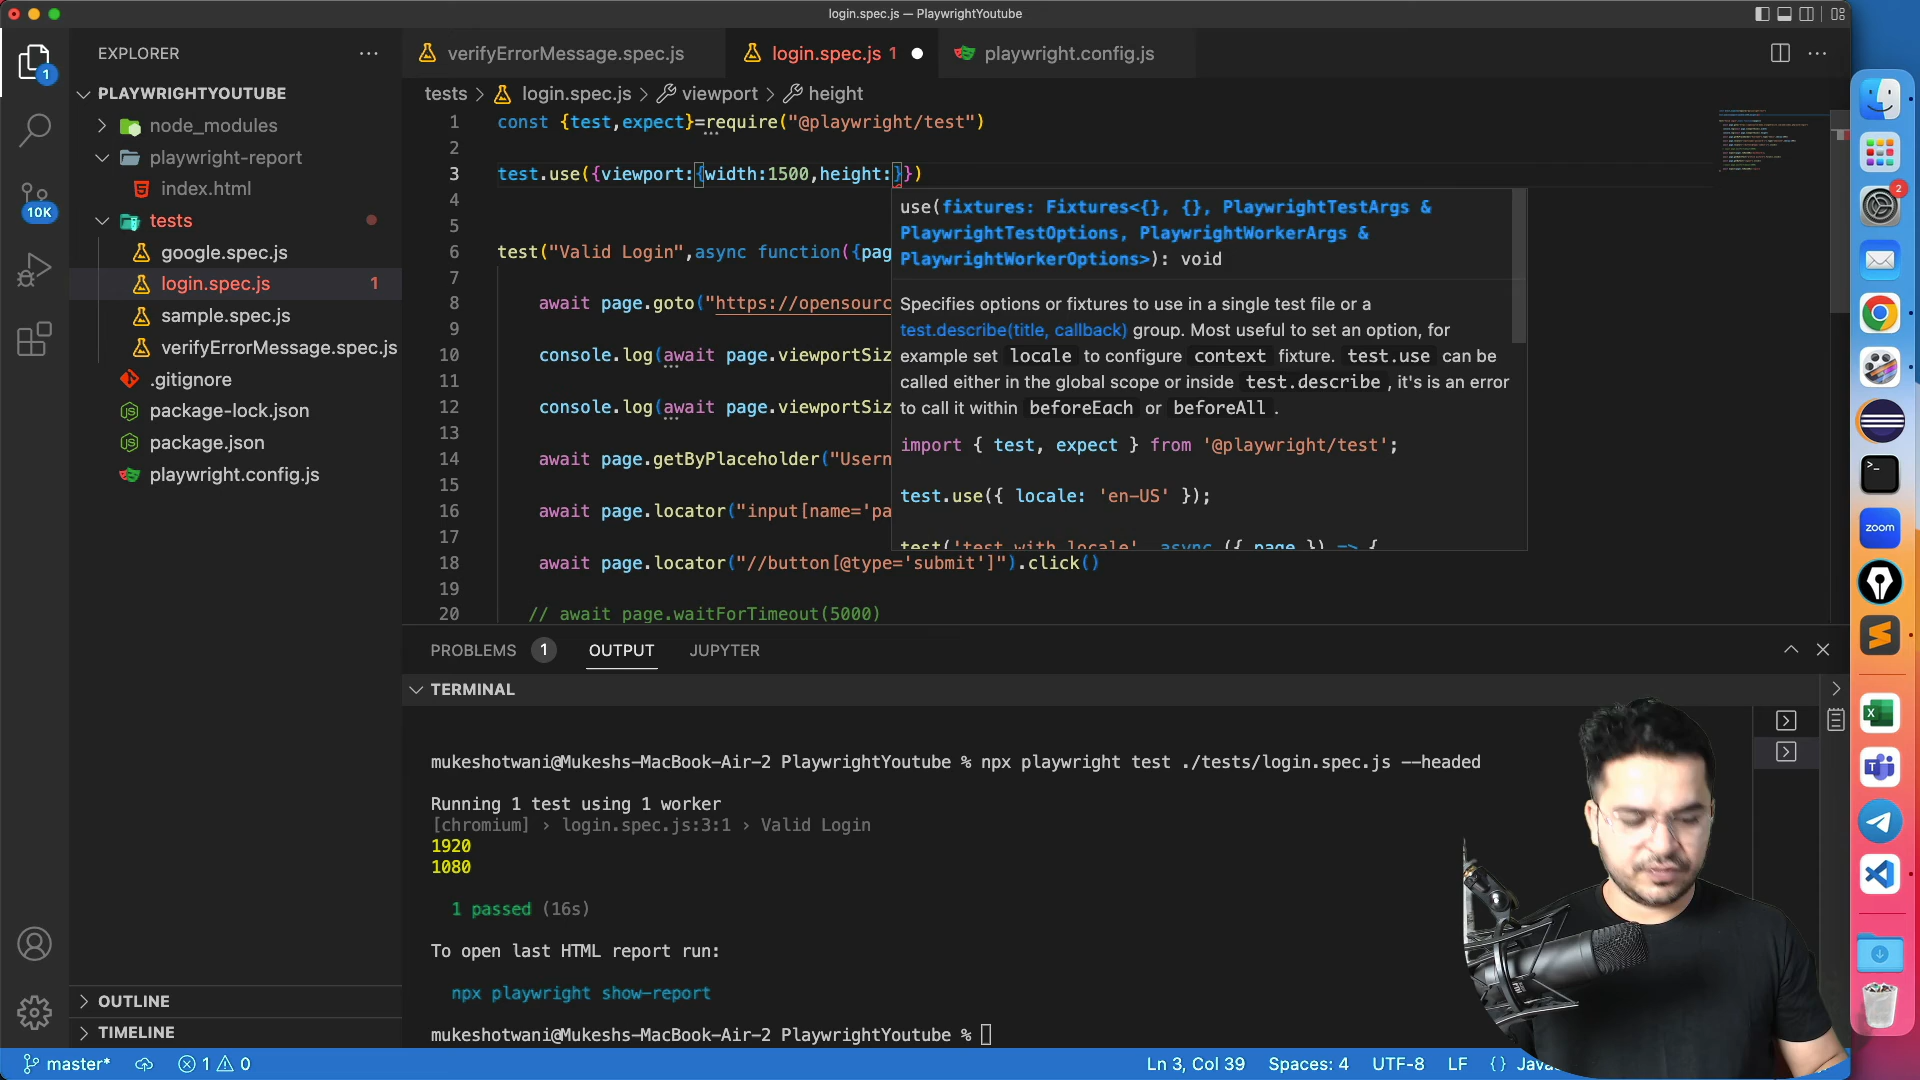 login.spec.js — PlaywrightYoutube
EXPLORER
PLAYWRIGHTYOUTUBE
node_modules
playwright-report
index.html
tests
google.spec.js
login.spec.js 1
sample.spec.js
verifyErrorMessage.spec.js
.gitignore
package-lock.json
package.json
playwright.config.js
OUTLINE
TIMELINE
1
10K
verifyErrorMessage.spec.js
login.spec.js 1
playwright.config.js
tests > login.spec.js > viewport > height
1 const {test,expect}=require("@playwright/test")
2
3 test.use({viewport:{width:1500,height:}})
4
5
6 test("Valid Login",async function({pag
7
8 await page.goto("https://opensourc
9
10 console.log(await page.viewportSiz
11
12 console.log(await page.viewportSiz
13
14 await page.getByPlaceholder("Usern
15
16 await page.locator("input[name='pa
17
18 await page.locator("//button[@type='submit']").click()
19
20 // await page.waitForTimeout(5000)
use(fixtures: Fixtures<{}, {}, PlaywrightTestArgs &
PlaywrightTestOptions, PlaywrightWorkerArgs &
PlaywrightWorkerOptions>): void
Specifies options or fixtures to use in a single test file or a
test.describe(title, callback) group. Most useful to set an option, for
example set locale to configure context fixture. test.use can be
called either in the global scope or inside test.describe, it's is an error
to call it within beforeEach or beforeAll.
import { test, expect } from '@playwright/test';
test.use({ locale: 'en-US' });
test('test with locale', async ({ page }) => {
PROBLEMS 1 OUTPUT JUPYTER
TERMINAL
mukeshotwani@Mukeshs-MacBook-Air-2 PlaywrightYoutube % npx playwright test ./tests/login.spec.js --headed
Running 1 test using 1 worker
[chromium] › login.spec.js:3:1 › Valid Login
1920
1080
1 passed (16s)
To open last HTML report run:
npx playwright show-report
mukeshotwani@Mukeshs-MacBook-Air-2 PlaywrightYoutube %
master* 1 0
Ln 3, Col 39 Spaces: 4 UTF-8 LF {}
2
zoom